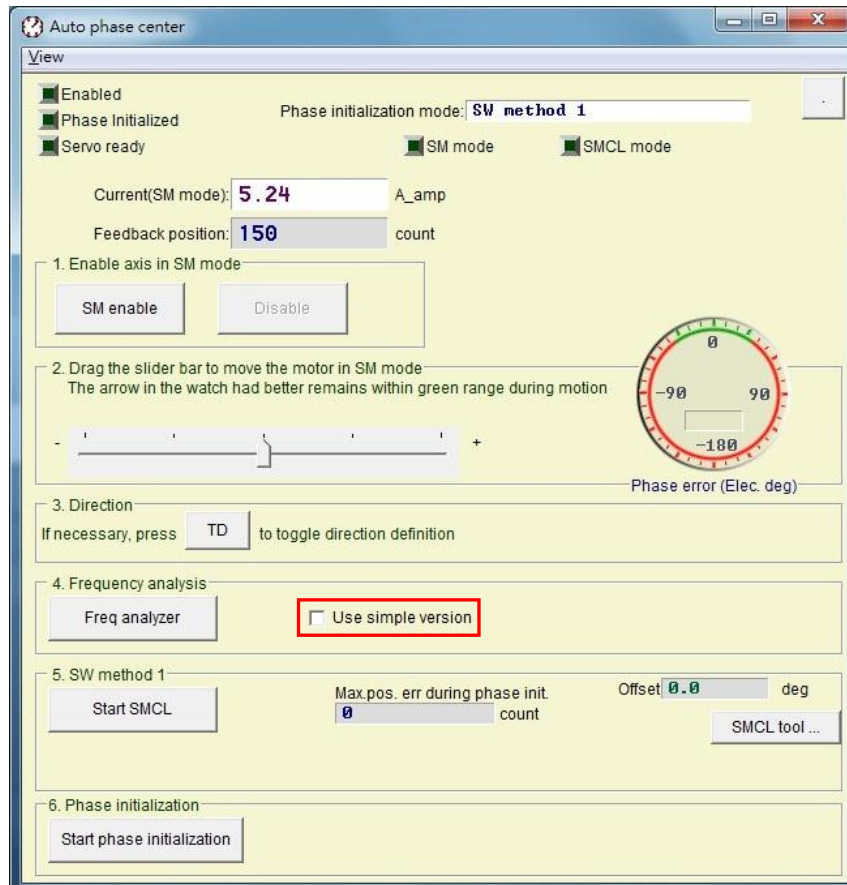 Auto phase center
View
Enabled
Phase Initialized
Servo ready
Phase initialization mode: SW method 1
.
SM mode
SMCL mode
Current(SM mode): 5.24 A_amp
Feedback position: 150 count
1. Enable axis in SM mode
SM enable
Disable
2. Drag the slider bar to move the motor in SM mode
The arrow in the watch had better remains within green range during motion
- +
0
-90 90
-180
Phase error (Elec. deg)
3. Direction
If necessary, press TD to toggle direction definition
4. Frequency analysis
Freq analyzer
Use simple version
5. SW method 1
Start SMCL
Max.pos. err during phase init.
0 count
Offset 0.0 deg
SMCL tool ...
6. Phase initialization
Start phase initialization